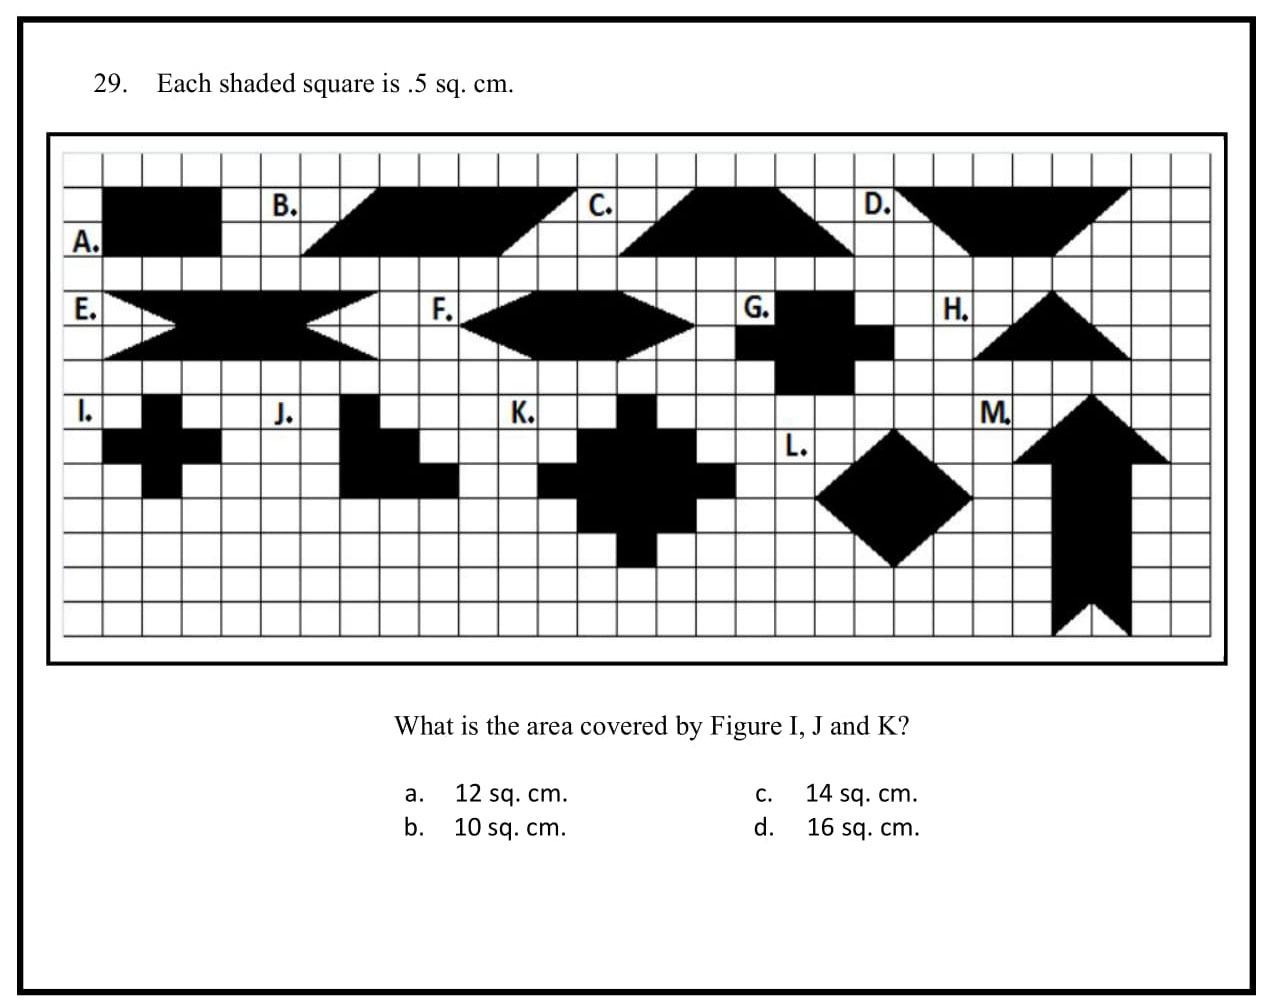 29. Each shaded square is .5 sq. cm.
A.
B.
C.
D.
E.
F.
G.
H.
I.
J.
K.
L.
M.
What is the area covered by Figure I, J and K?
a. 12 sq. cm.
c. 14 sq. cm.
b. 10 sq. cm.
d. 16 sq. cm.